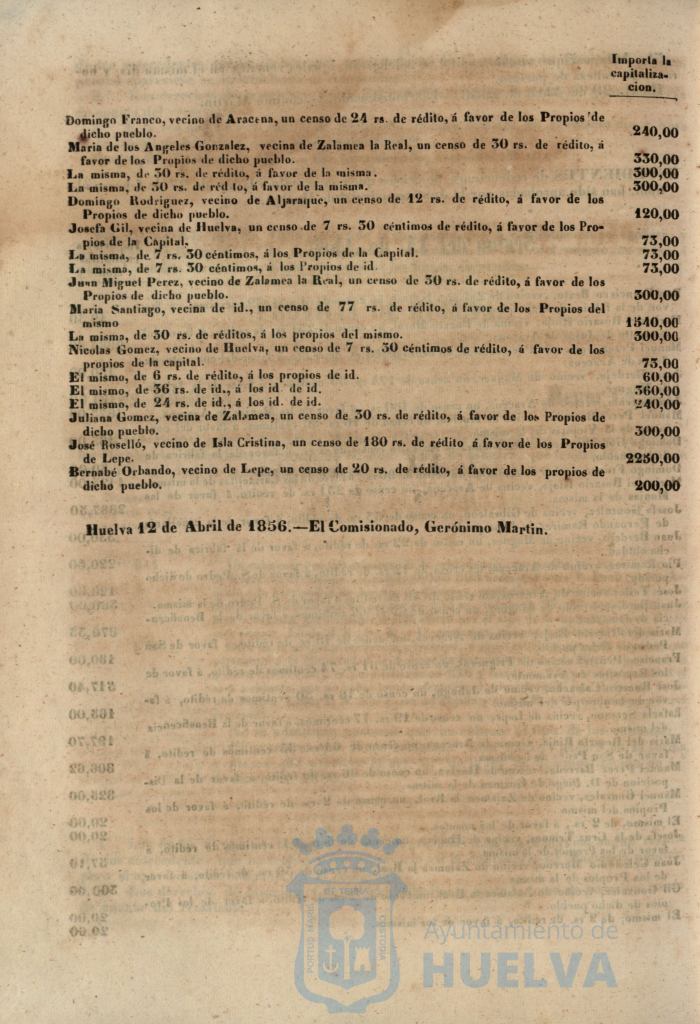 Importa la
capitaliza-
cion.
Domingo Franco, vecino de Aracena, un censo de 24 rs. de rédito, á favor de los Propios de
dicho pueblo. 240,00
Maria de los Angeles Gonzalez, vecina de Zalamea la Real, un censo de 30 rs. de rédito, á
favor de los Propios de dicho pueblo. 330,00
La misma, de 30 rs. de rédito, á favor de la misma. 300,00
La misma, de 30 rs. de réd to, á favor de la misma. 300,00
Domingo Rodriguez, vecino de Aljaraque, un censo de 12 rs. de rédito, á favor de los
Propios de dicho pueblo. 120,00
Josefa Gil, vecina de Huelva, un censo de 7 rs. 30 céntimos de rédito, á favor de los Pro-
pios de la Capital. 73,00
La misma, de 7 rs. 30 céntimos, á los Propios de la Capital. 73,00
La misma, de 7 rs. 30 céntimos, á los Propios de id. 73,00
Juan Miguel Perez, vecino de Zalamea la Real, un censo de 30 rs. de rédito, á favor de los
Propios de dicho pueblo. 300,00
Maria Santiago, vecina de id., un censo de 77 rs. de rédito, á favor de los Propios del
mismo 1540,00
La misma, de 30 rs. de réditos, á los propios del mismo. 300,00
Nicolas Gomez, vecino de Huelva, un censo de 7 rs. 30 céntimos de rédito, á favor de los
propios de la capital. 73,00
El mismo, de 6 rs. de rédito, á los propios de id. 60,00
El mismo, de 36 rs. de id., á los id. de id. 360,00
El mismo, de 24 rs. de id., á los id. de id. 240,00
Juliana Gomez, vecina de Zalamea, un censo de 30 rs. de rédito, á favor de los Propios de
dicho pueblo. 300,00
José Roselló, vecino de Isla Cristina, un censo de 180 rs. de rédito á favor de los Propios
de Lepe. 2250,00
Bernabé Orbando, vecino de Lepe, un censo de 20 rs. de rédito, á favor de los propios de
dicho pueblo. 200,00
Huelva 12 de Abril de 1856.—El Comisionado, Gerónimo Martin.
PORTUS MARIS ET TERRÆ CUSTODIA
Ayuntamiento de
HUELVA